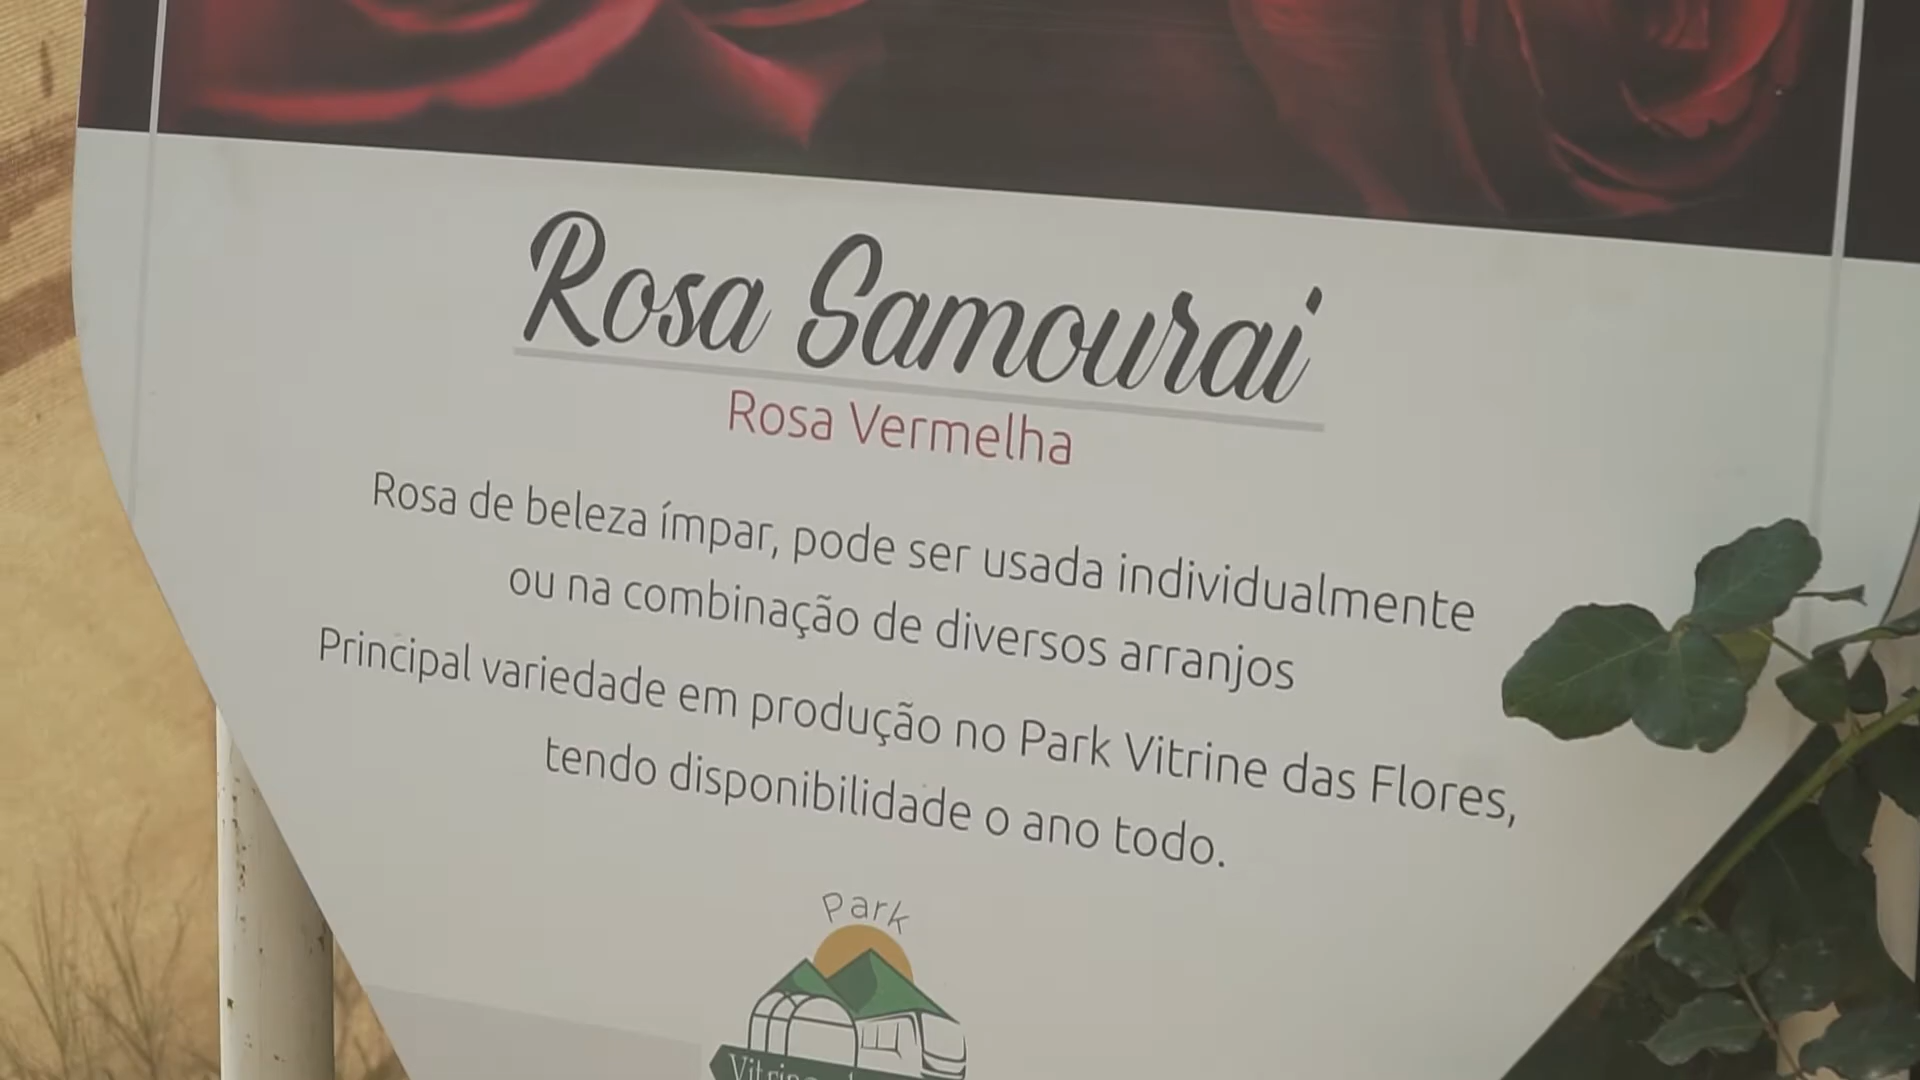 Rosa Samourai
Rosa Vermelha
Rosa de beleza ímpar, pode ser usada individualmente
ou na combinação de diversos arranjos
Principal variedade em produção no Park Vitrine das Flores,
tendo disponibilidade o ano todo.
Park